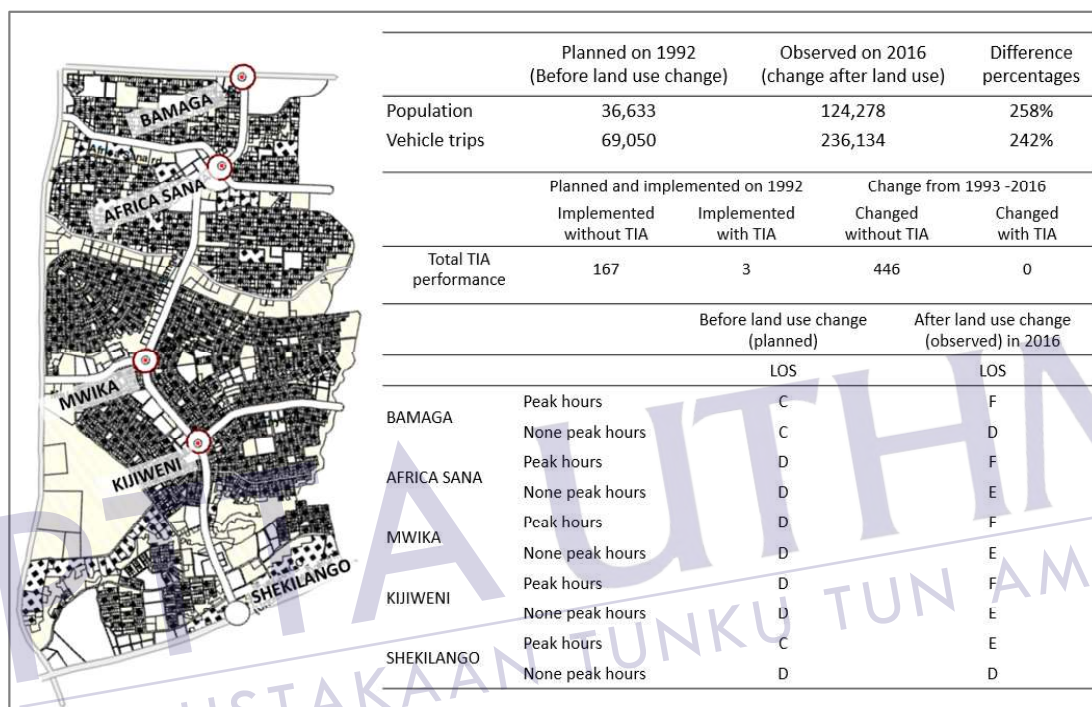 BAMAGA
AFRICA SANA
MWIKA
KIJIWENI
SHEKILANGO
Planned on 1992 (Before land use change) Observed on 2016 (change after land use) Difference percentages
Population 36,633 124,278 258%
Vehicle trips 69,050 236,134 242%
Planned and implemented on 1992 Change from 1993 -2016
Implemented without TIA Implemented with TIA Changed without TIA Changed with TIA
Total TIA performance 167 3 446 0
Before land use change (planned) After land use change (observed) in 2016
LOS LOS
BAMAGA Peak hours C F
None peak hours C D
AFRICA SANA Peak hours D F
None peak hours D E
MWIKA Peak hours D F
None peak hours D E
KIJIWENI Peak hours D F
None peak hours D E
SHEKILANGO Peak hours C E
None peak hours D D
PTTA UTHM
TUNKU TUN AM